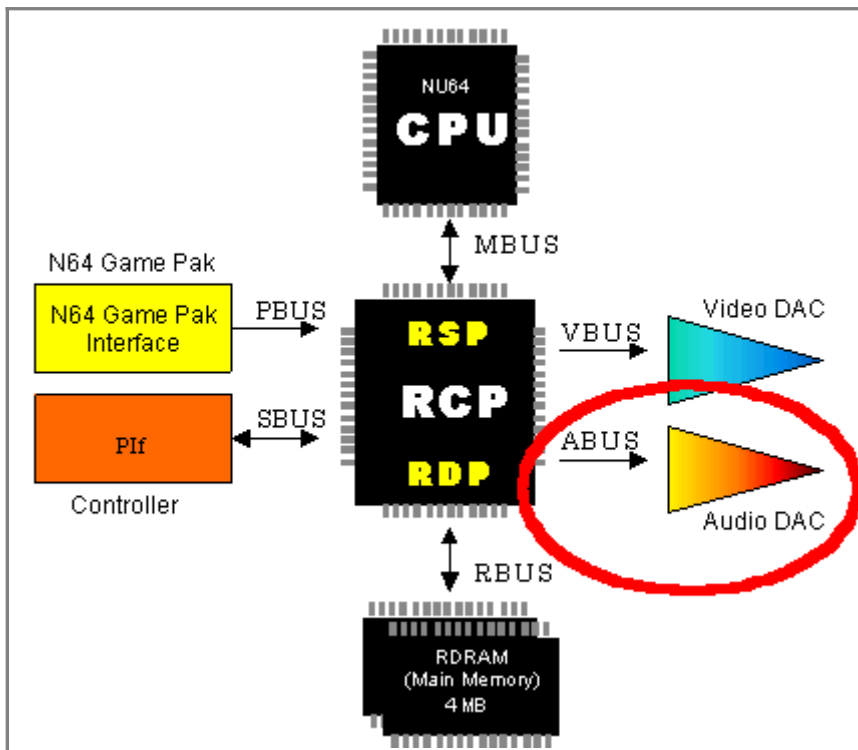 NU64
CPU
MBUS
N64 Game Pak
N64 Game Pak
Interface
PBUS
RSP
RCP
RDP
VBUS
Video DAC
SBUS
PIf
Controller
ABUS
Audio DAC
RBUS
RDRAM
(Main Memory)
4 MB